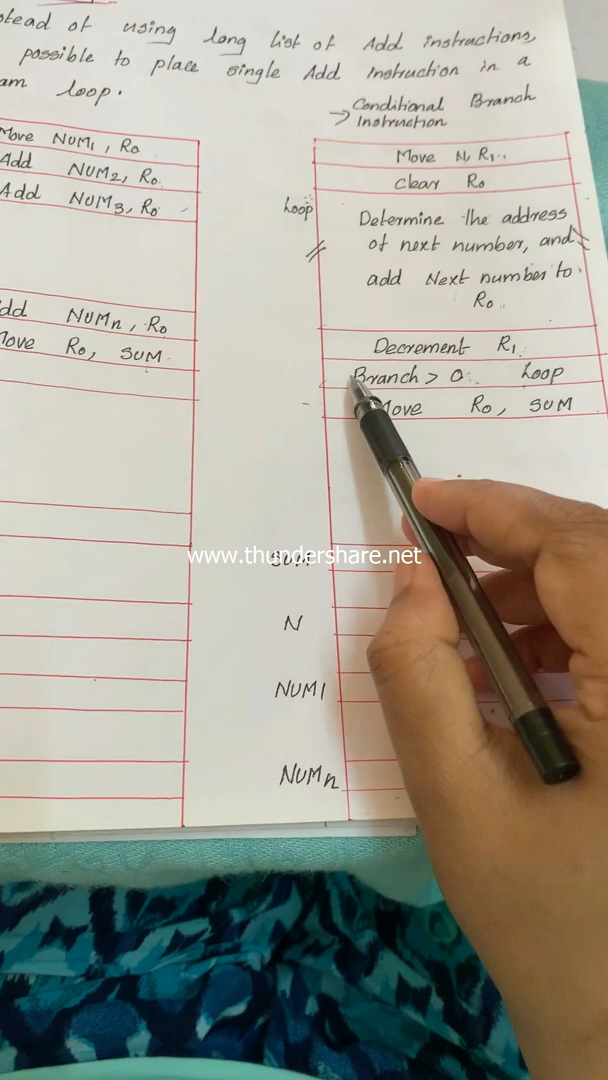 stead of using long list of Add instructions,
possible to place single Add Instruction in a
am loop.
→ Conditional Branch
Instruction
Move NUM1, R0
Add NUM2, R0
Add NUM3, R0
dd NUMn, R0
Move R0, SUM
Move N, R1
Clear R0
Loop
Determine the address
of next number, and
add Next number to
R0
Decrement R1
Branch > 0 Loop
Move R0, SUM
SUM
N
NUM1
NUMn
www.thundershare.net